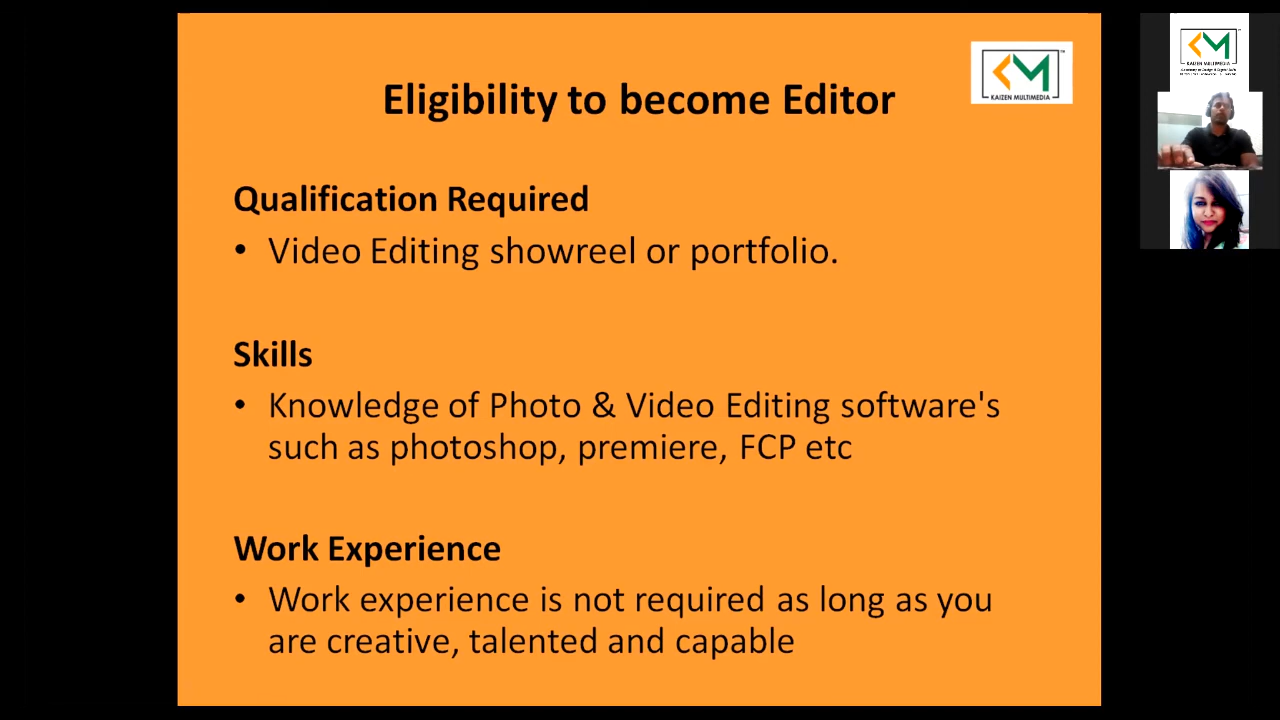 Eligibility to become Editor
KAIZEN MULTIMEDIA
Qualification Required
• Video Editing showreel or portfolio.
Skills
• Knowledge of Photo & Video Editing software's
such as photoshop, premiere, FCP etc
Work Experience
• Work experience is not required as long as you
are creative, talented and capable
KAIZEN MULTIMEDIA